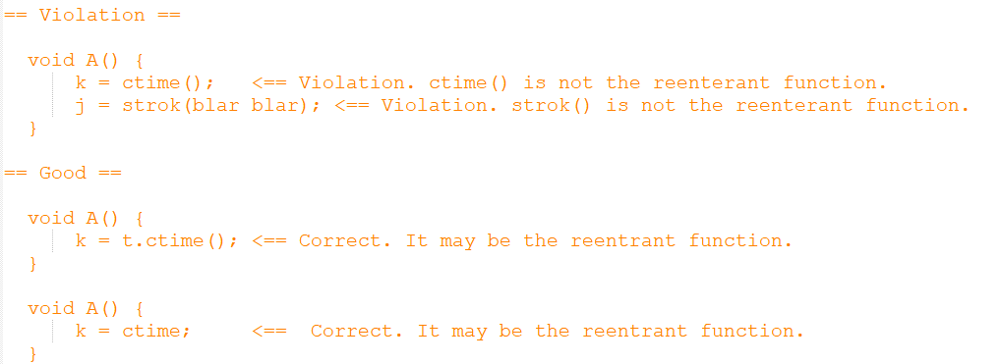 == Violation ==
void A() {
k = ctime(); <== Violation. ctime() is not the reenterant function.
j = strok(blar blar); <== Violation. strok() is not the reenterant function.
}
== Good ==
void A() {
k = t.ctime(); <== Correct. It may be the reentrant function.
}
void A() {
k = ctime; <== Correct. It may be the reentrant function.
}